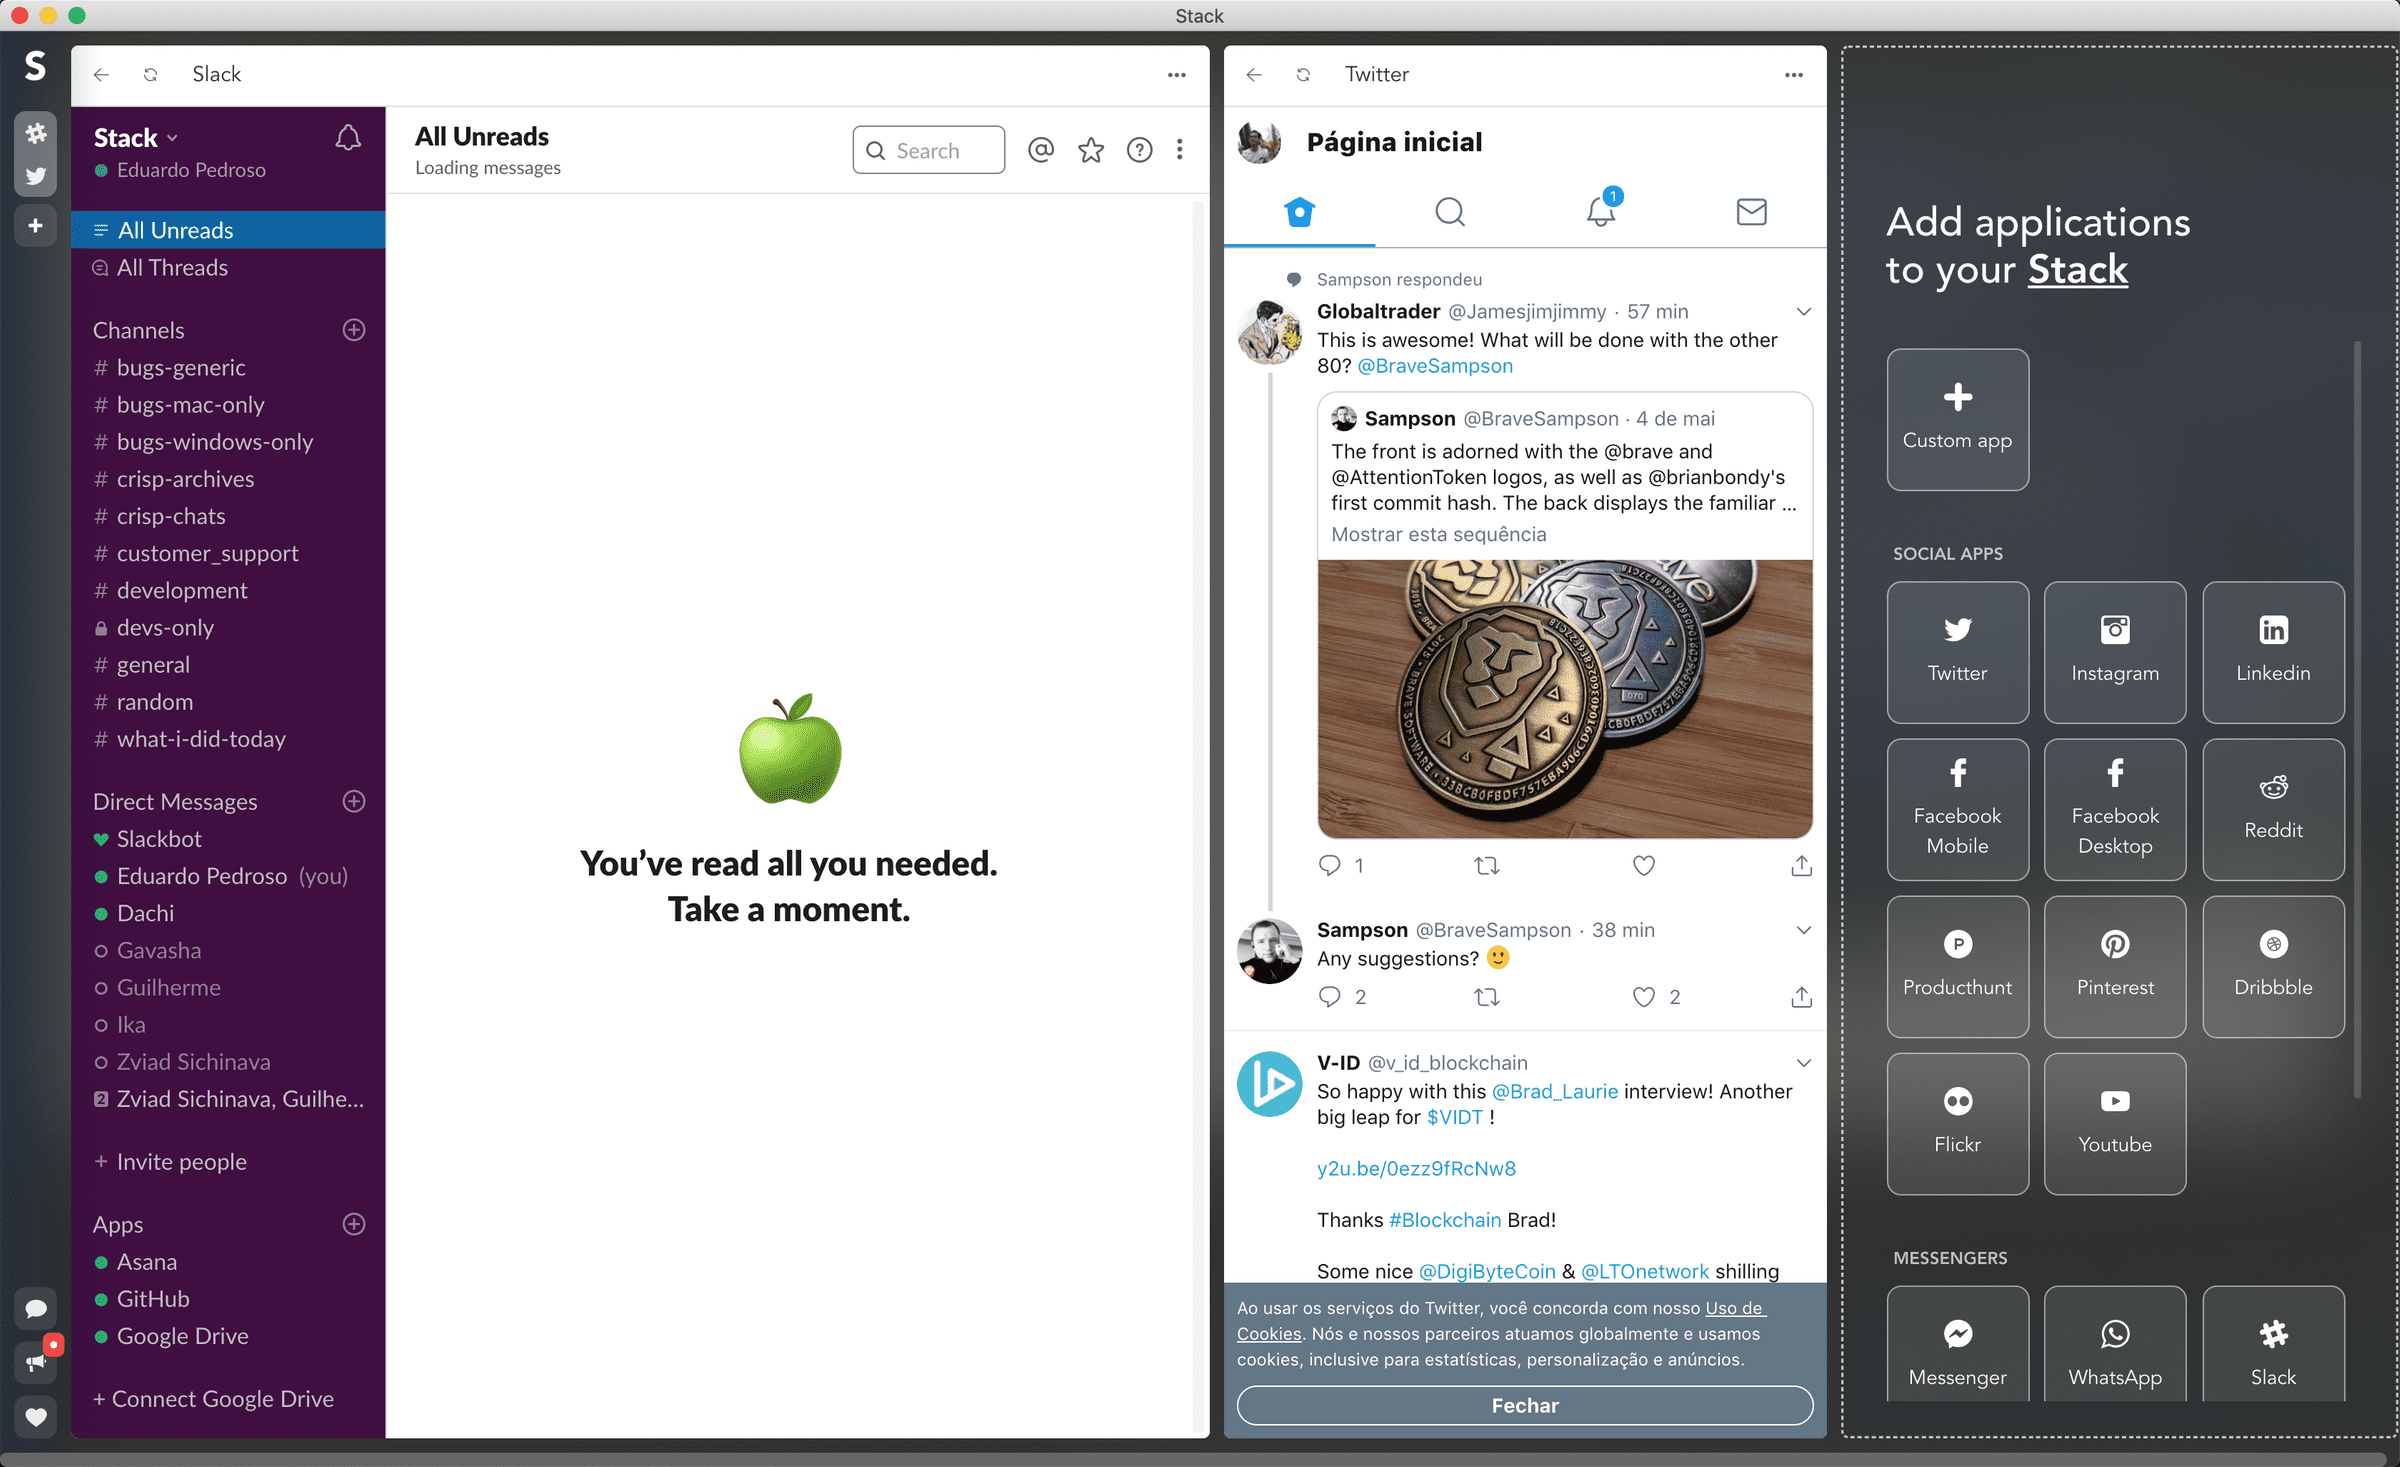 Stack
S
Slack
Stack
Eduardo Pedroso
All Unreads
All Threads
Channels
# bugs-generic
# bugs-mac-only
# bugs-windows-only
# crisp-archives
# crisp-chats
# customer_support
# development
devs-only
# general
# random
# what-i-did-today
Direct Messages
Slackbot
Eduardo Pedroso (you)
Dachi
Gavasha
Guilherme
Ika
Zviad Sichinava
2 Zviad Sichinava, Guilhe...
+ Invite people
Apps
Asana
GitHub
Google Drive
+ Connect Google Drive
All Unreads
Loading messages
Search
You’ve read all you needed.
Take a moment.
Twitter
Página inicial
1
Sampson respondeu
Globaltrader @Jamesjimjimmy · 57 min
This is awesome! What will be done with the other
80? @BraveSampson
Sampson @BraveSampson · 4 de mai
The front is adorned with the @brave and
@AttentionToken logos, as well as @brianbondy's
first commit hash. The back displays the familiar ...
Mostrar esta sequência
1
Sampson @BraveSampson · 38 min
Any suggestions? 🙂
2 2
V-ID @v_id_blockchain
So happy with this @Brad_Laurie interview! Another
big leap for $VIDT !
y2u.be/0ezz9fRcNw8
Thanks #Blockchain Brad!
Some nice @DigiByteCoin & @LTOnetwork shilling
Ao usar os serviços do Twitter, você concorda com nosso Uso de
Cookies. Nós e nossos parceiros atuamos globalmente e usamos
cookies, inclusive para estatísticas, personalização e anúncios.
Fechar
Add applications
to your Stack
Custom app
SOCIAL APPS
Twitter
Instagram
Linkedin
Facebook
Mobile
Facebook
Desktop
Reddit
Producthunt
Pinterest
Dribbble
Flickr
Youtube
MESSENGERS
Messenger
WhatsApp
Slack